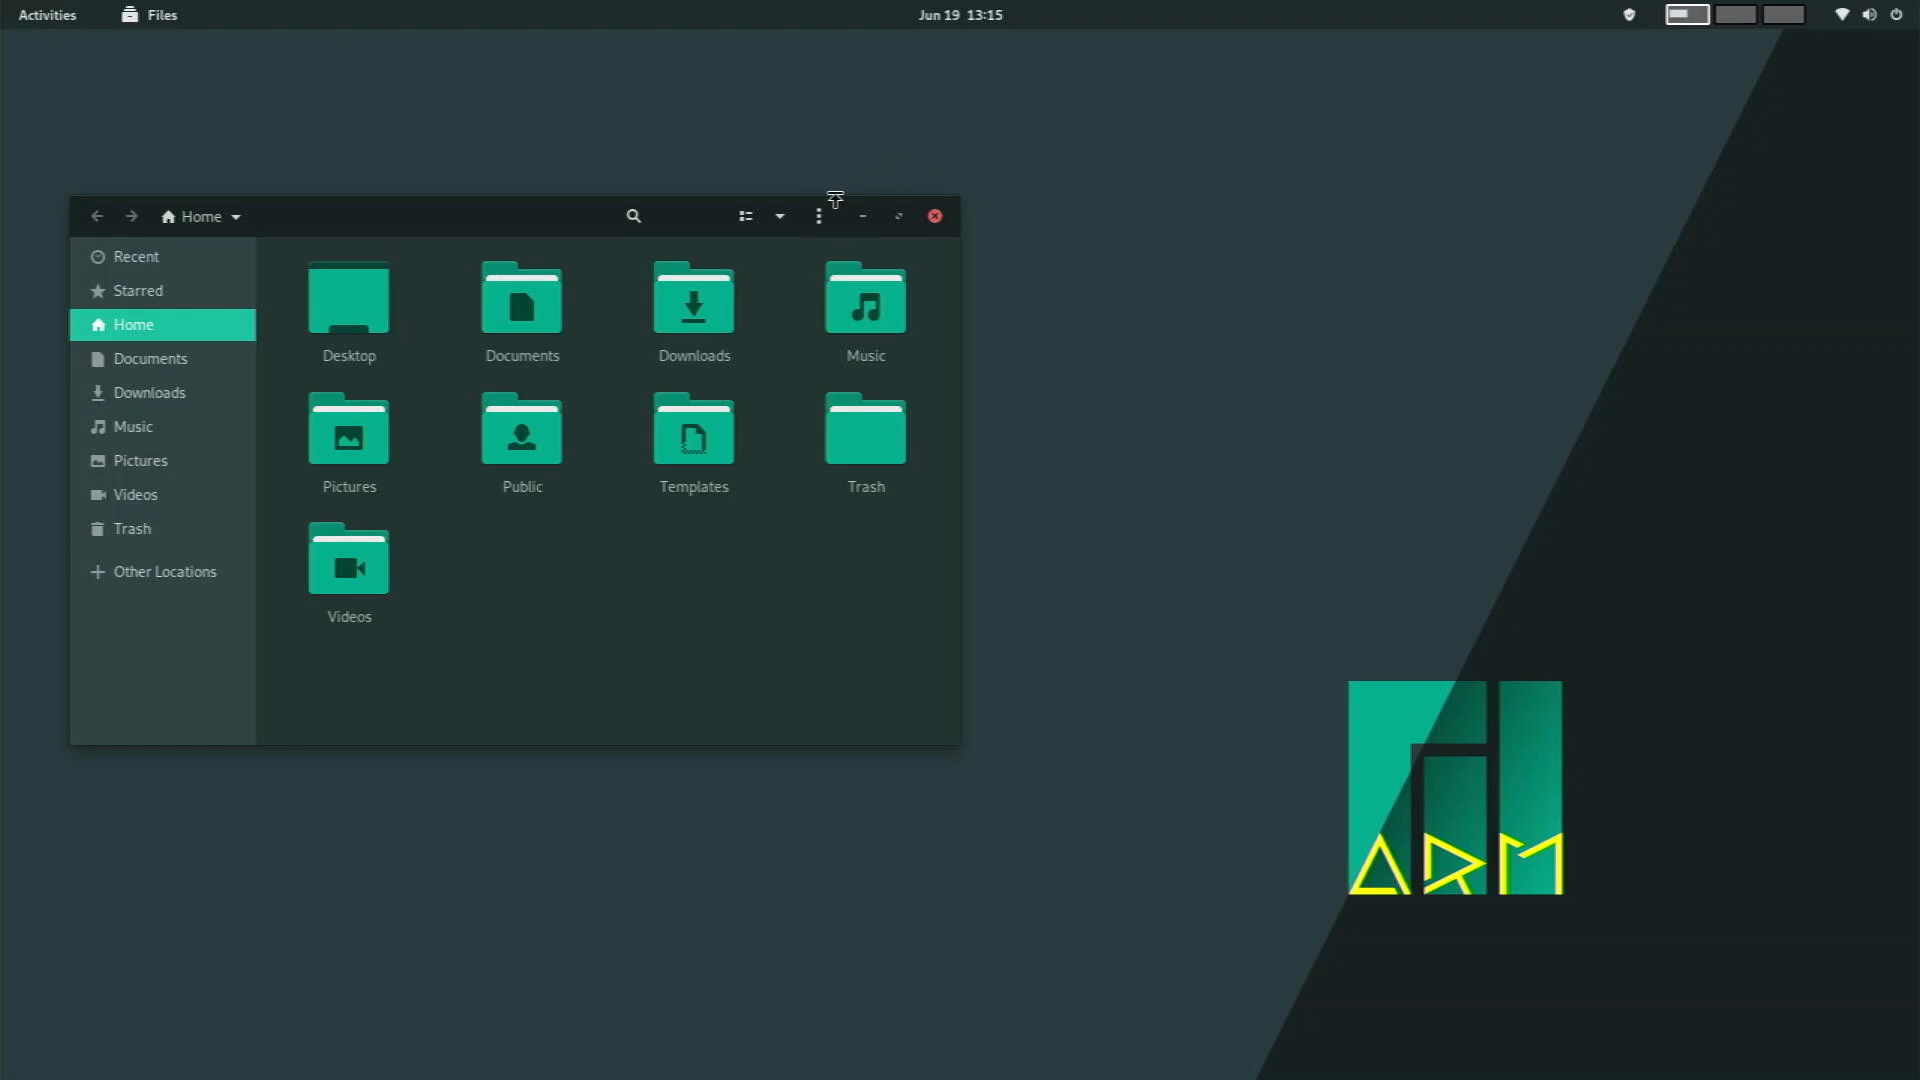 Activities Files Jun 19 13:15
Home
Recent
Starred
Home
Documents
Downloads
Music
Pictures
Videos
Trash
Other Locations
Desktop Documents Downloads Music
Pictures Public Templates Trash
Videos
ARM